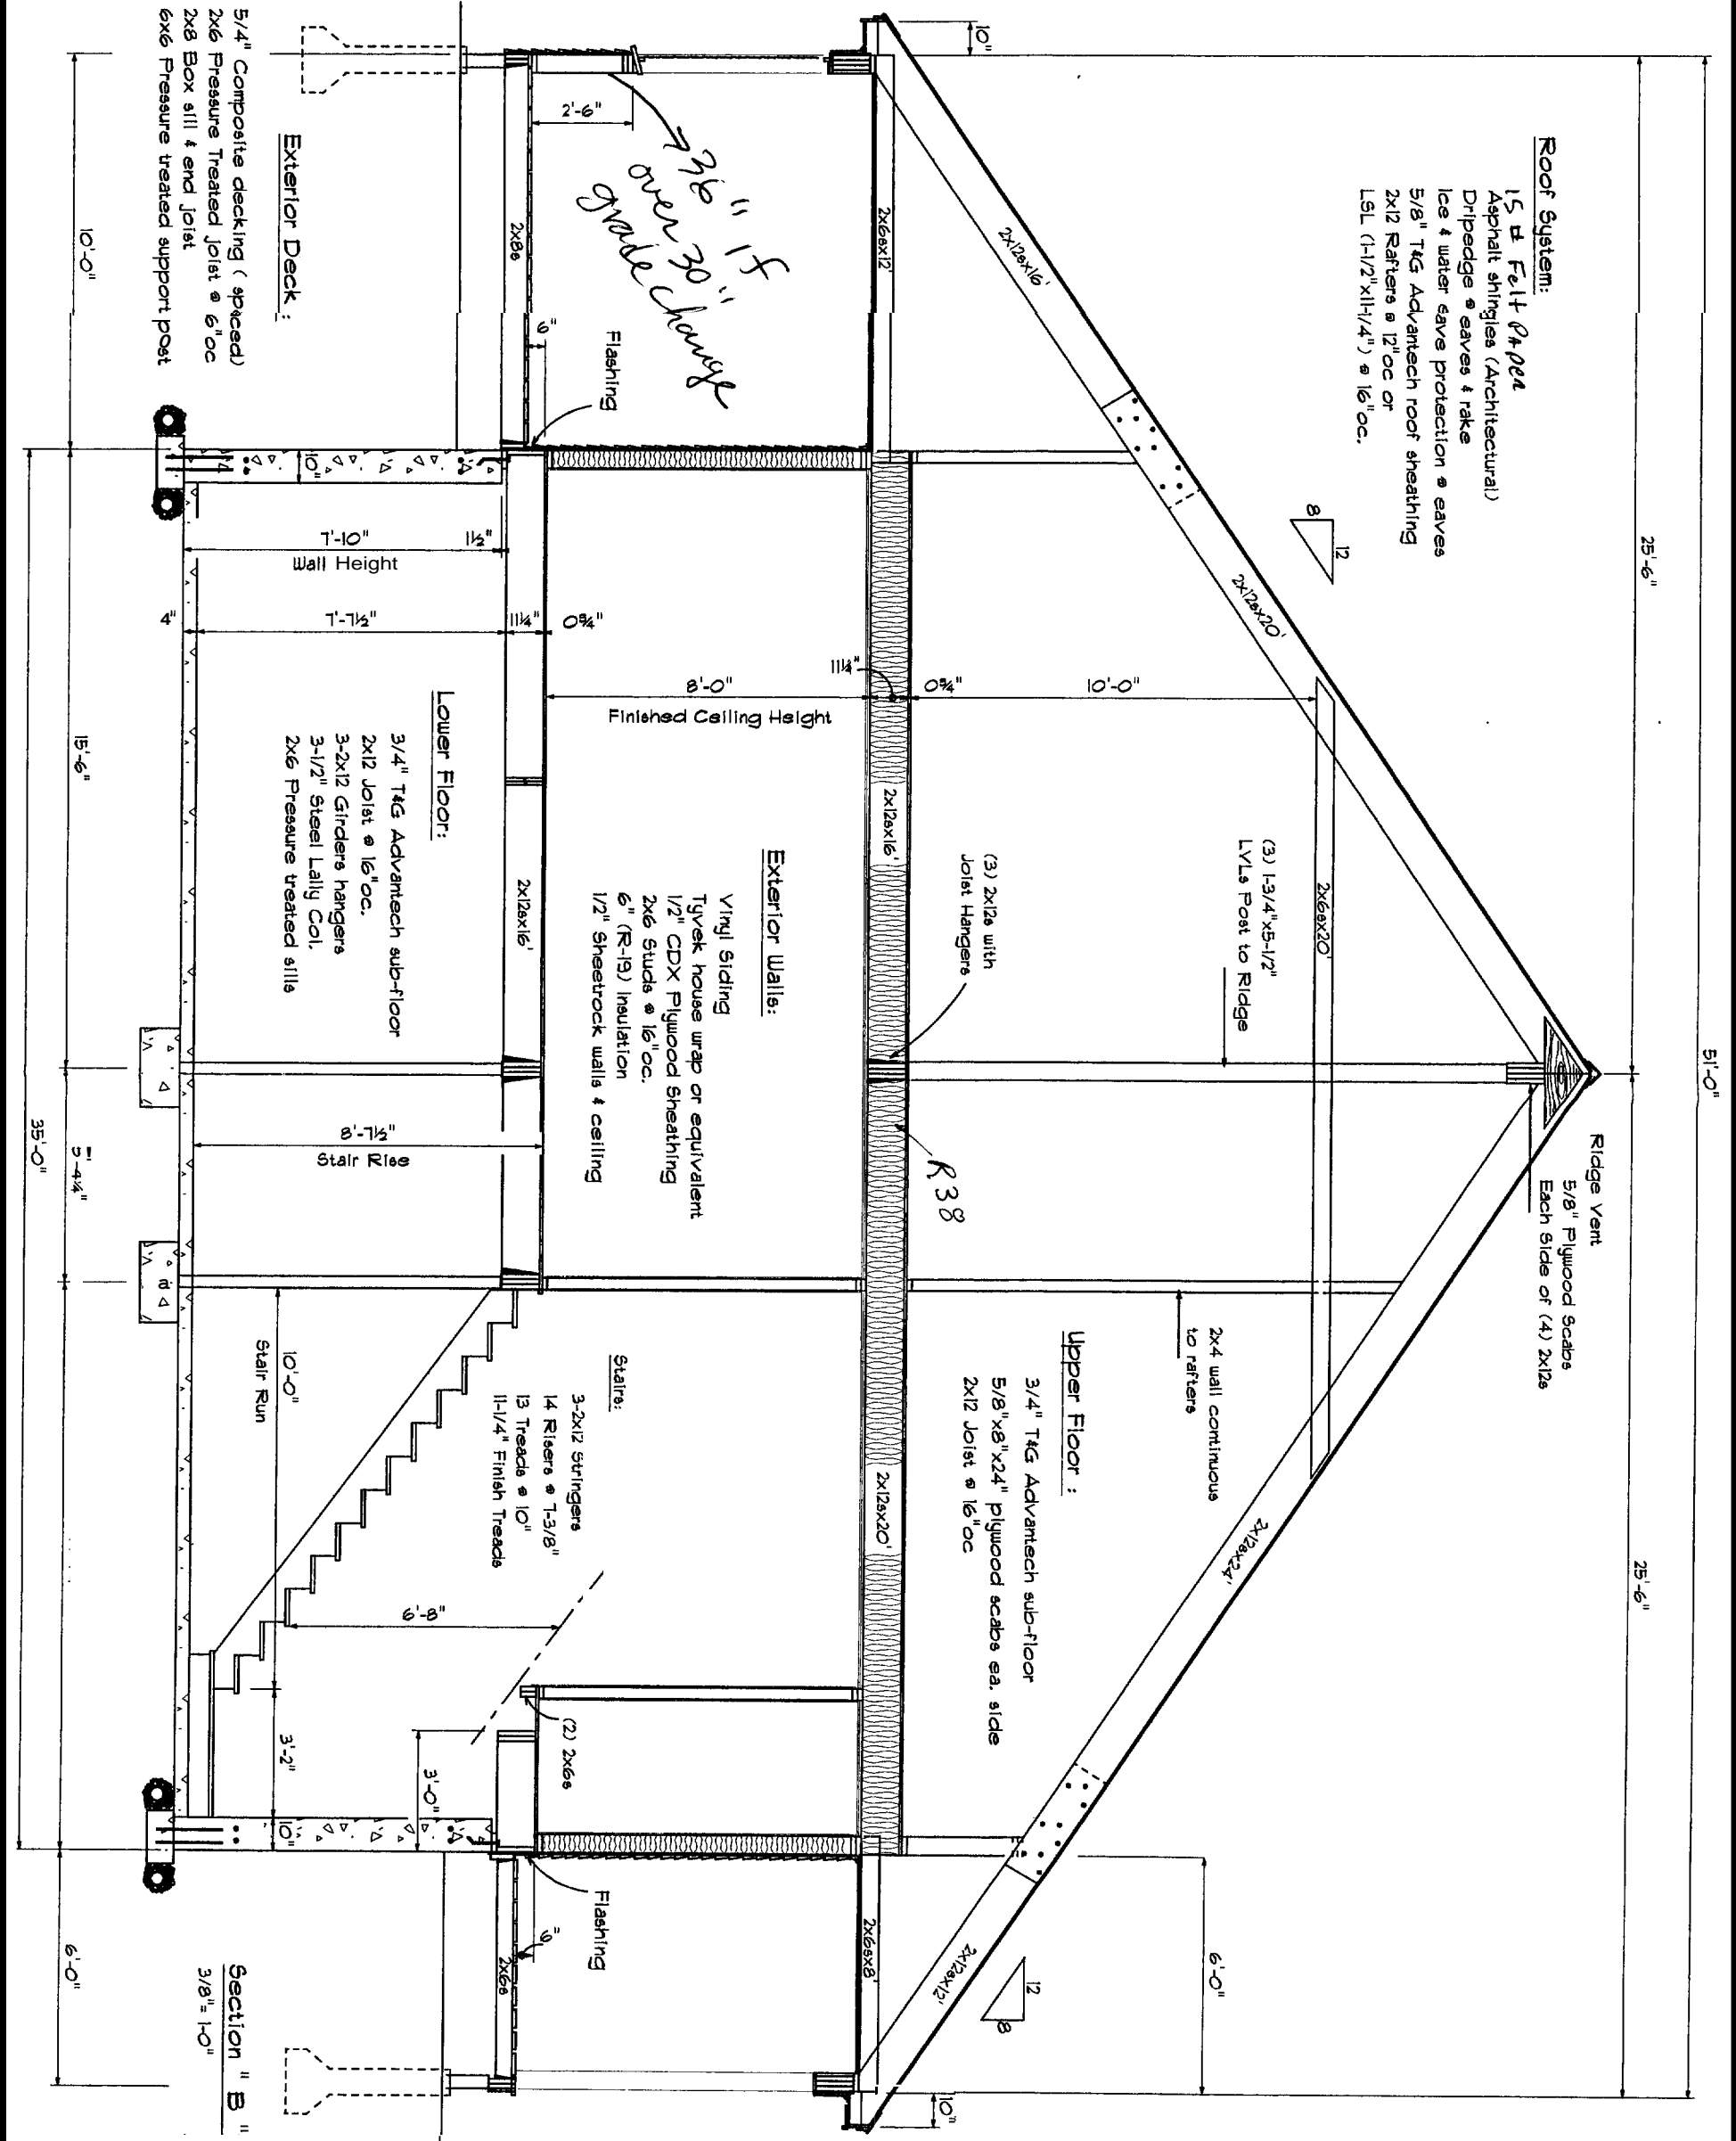 51'-0"
25'-6"
25'-6"
10"
10"
6'-0"
Roof System:
15 # Felt PAPER
Asphalt shingles (Architectural)
Dripedge @ eaves & rake
Ice & water eave protection @ eaves
5/8" T&G Advantech roof sheathing
2x12 Rafters @ 12"oc or
LSL (1-1/2"x11-1/4") @ 16"oc.
12
8
12
8
Ridge Vent
5/8" Plywood Scabs
Each Side of (4) 2x12s
2x12sx16'
2x12sx20'
2x12sx24'
2x12sx12'
2x6sx20'
(3) 1-3/4"x5-1/2"
LVLs Post to Ridge
2x4 wall continuous
to rafters
10'-0"
0¾"
11¼"
(3) 2x12s with
Joist Hangers
R38
Upper Floor :
3/4" T&G Advantech sub-floor
5/8"x8"x24" plywood scabs ea. side
2x12 Joist @ 16"oc
2x6sx12'
2x12sx16'
2x12sx20'
2x6sx8'
36" if
over 30"
grade change
2'-6"
Flashing
6"
8'-0"
Finished Ceiling Height
Exterior Walls:
Vinyl Siding
Tyvek house wrap or equivalent
1/2" CDX Plywood Sheathing
2x6 Studs @ 16"oc.
6" (R-19) Insulation
1/2" Sheetrock walls & ceiling
Stairs:
3-2x12 Stringers
14 Risers @ 7-3/8"
13 Treads @ 10"
11-1/4" Finish Treads
(2) 2x6s
Flashing
6"
2x8s
2x12sx16'
2x6s
Exterior Deck :
5/4" Composite decking ( spaced)
2x6 Pressure Treated joist @ 6"oc
2x8 Box sill & end joist
6x6 Pressure treated support post
10"
7'-10"
Wall Height
1½"
4"
7'-7½"
11¼"
0¾"
Lower Floor:
3/4" T&G Advantech sub-floor
2x12 Joist @ 16"oc.
3-2x12 Girders hangers
3-1/2" Steel Lally Col.
2x6 Pressure treated sills
8'-7½"
Stair Rise
10'-0"
Stair Run
6'-8"
3'-2"
3'-0"
10"
10'-0"
15'-6"
5'-4¼"
6'-0"
35'-0"
Section " B "
3/8"= 1-0"